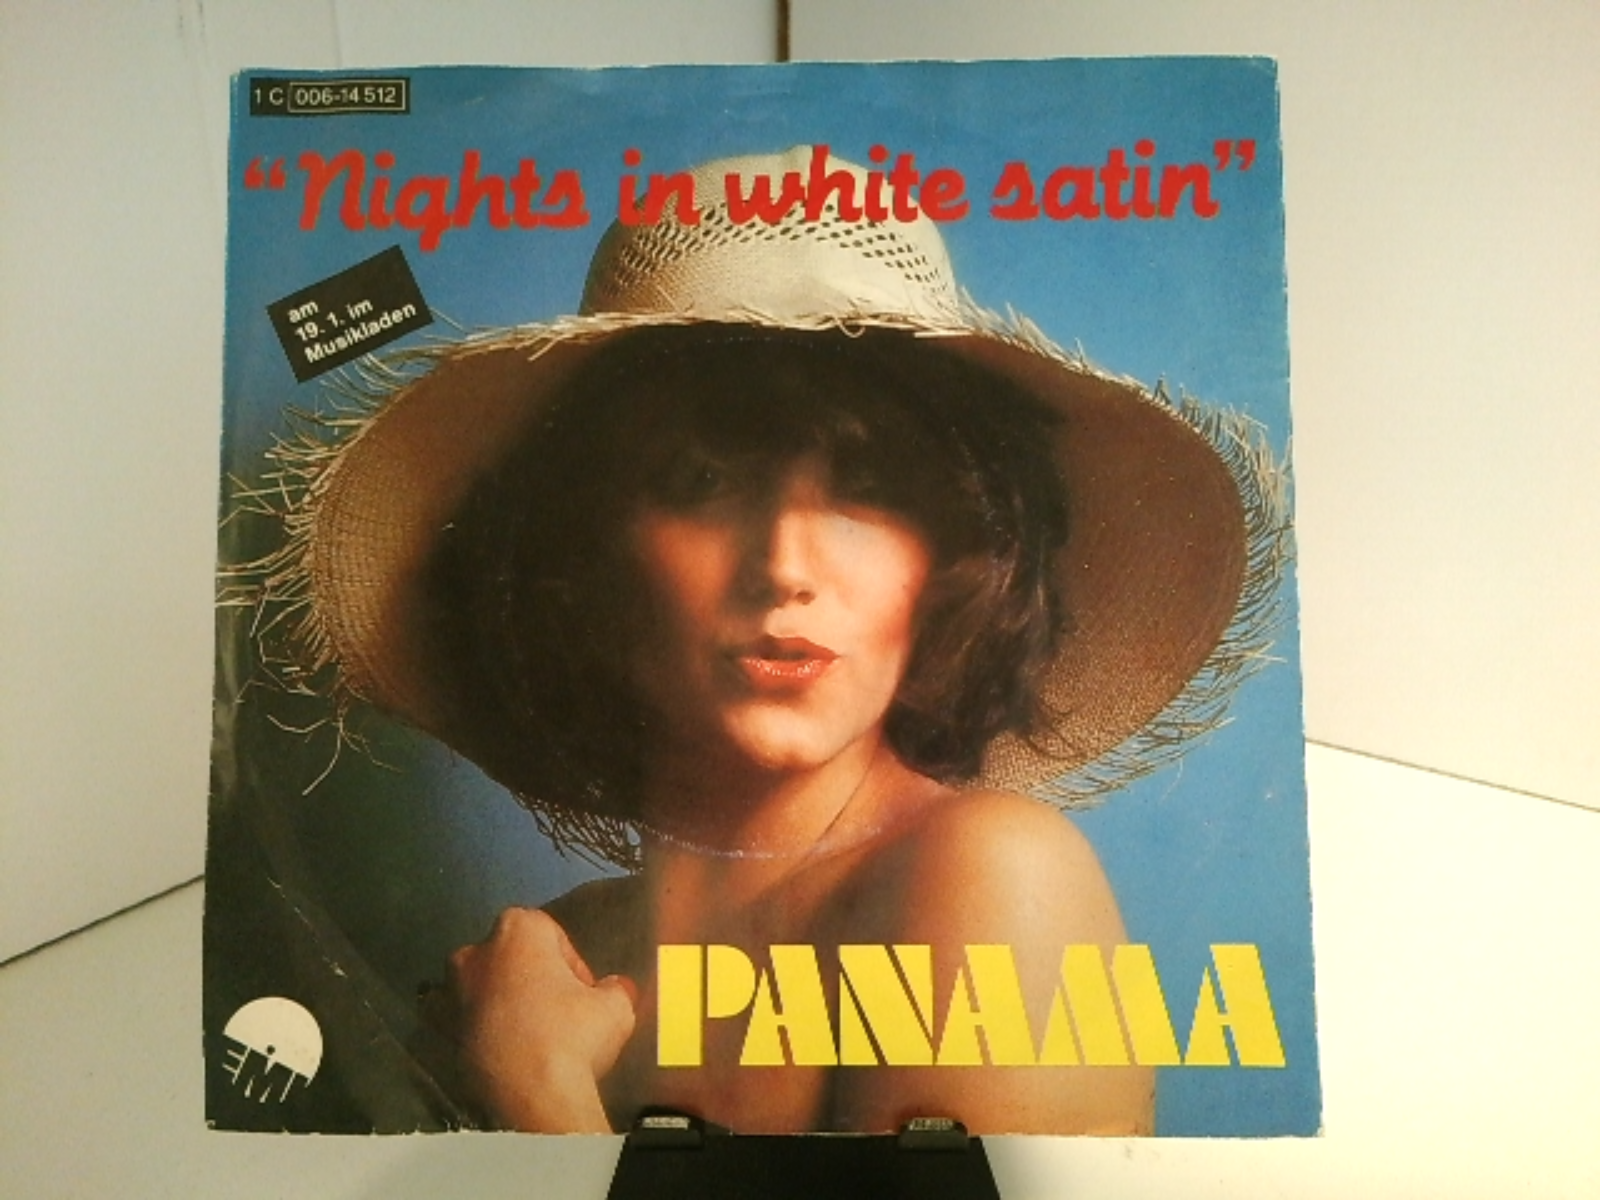 1 C 006-14 512
“Nights in white satin”
am
19. 1. im
Musikladen
PANAMA
EMI